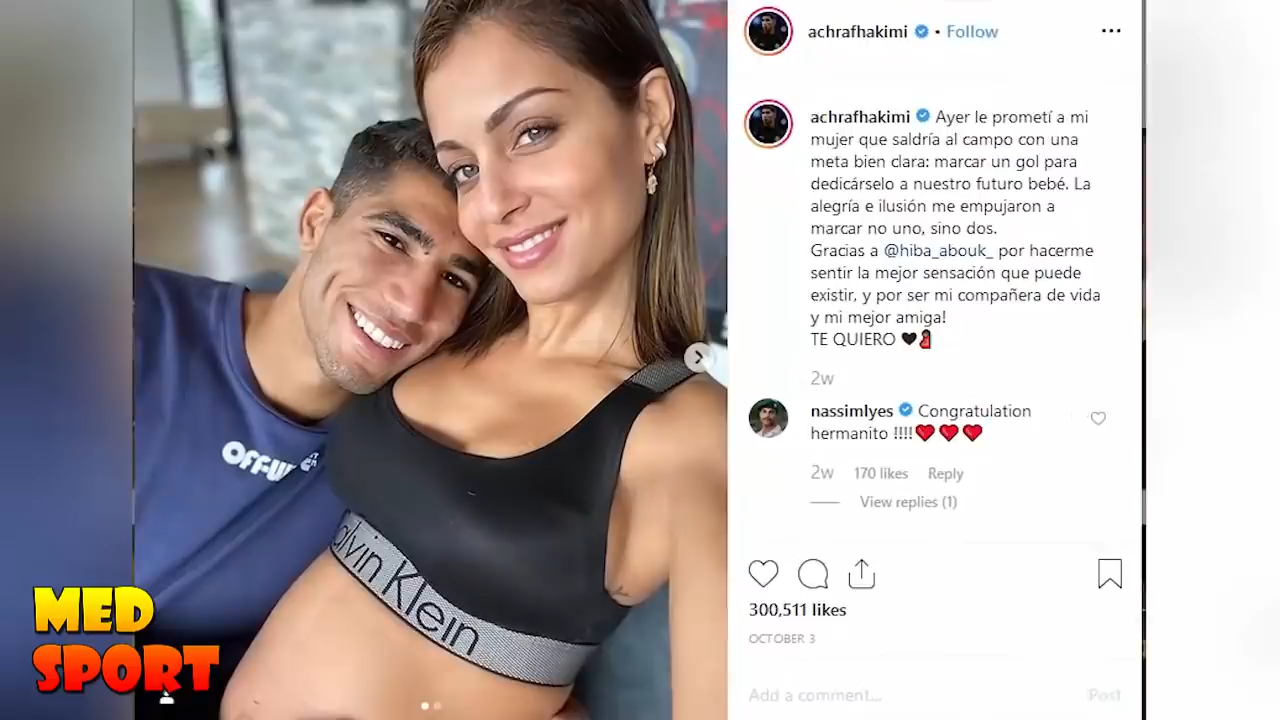 achrafhakimi • Follow
achrafhakimi Ayer le prometí a mi
mujer que saldría al campo con una
meta bien clara: marcar un gol para
dedicárselo a nuestro futuro bebé. La
alegría e ilusión me empujaron a
marcar no uno, sino dos.
Gracias a @hiba_abouk_ por hacerme
sentir la mejor sensación que puede
existir, y por ser mi compañera de vida
y mi mejor amiga!
TE QUIERO
2w
nassimlyes Congratulation
hermanito !!!!
2w 170 likes Reply
View replies (1)
300,511 likes
OCTOBER 3
Add a comment... Post
OFF-W
alvin Klein
MED
SPORT